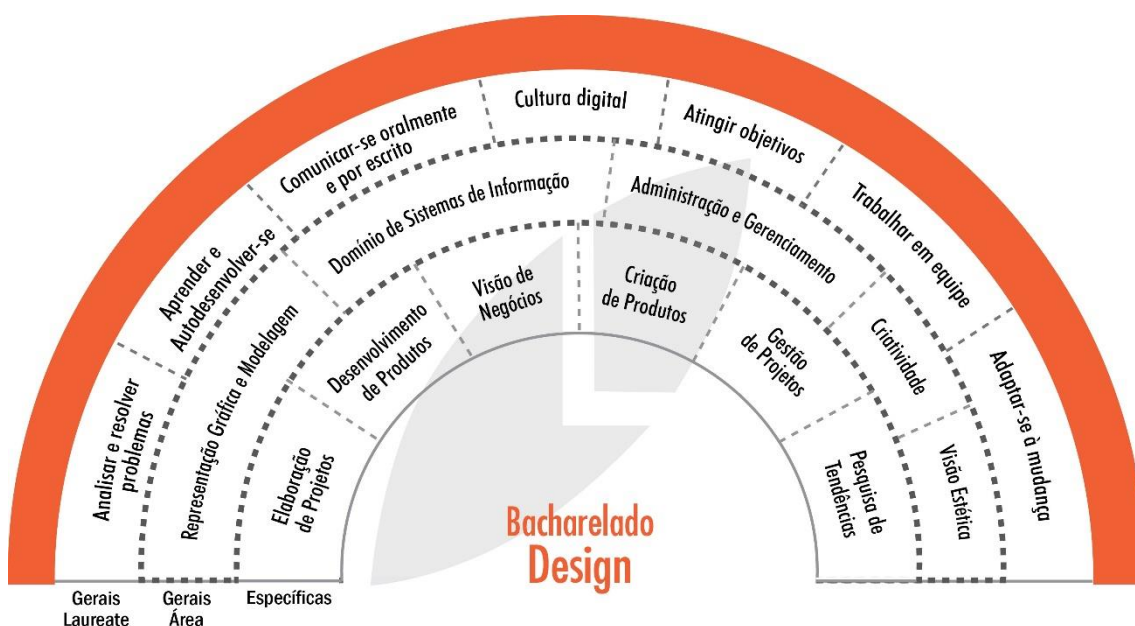 Analisar e resolver
problemas
Aprender e
Autodesenvolver-se
Comunicar-se oralmente
e por escrito
Cultura digital
Atingir objetivos
Trabalhar em equipe
Adaptar-se à mudança
Representação Gráfica e Modelagem
Domínio de Sistemas de Informação
Administração e Gerenciamento
Criatividade
Visão Estética
Elaboração
de Projetos
Desenvolvimento
de Produtos
Visão de
Negócios
Criação
de Produtos
Gestão
de Projetos
Pesquisa de
Tendências
Bacharelado
Design
Gerais
Laureate
Gerais
Área
Específicas